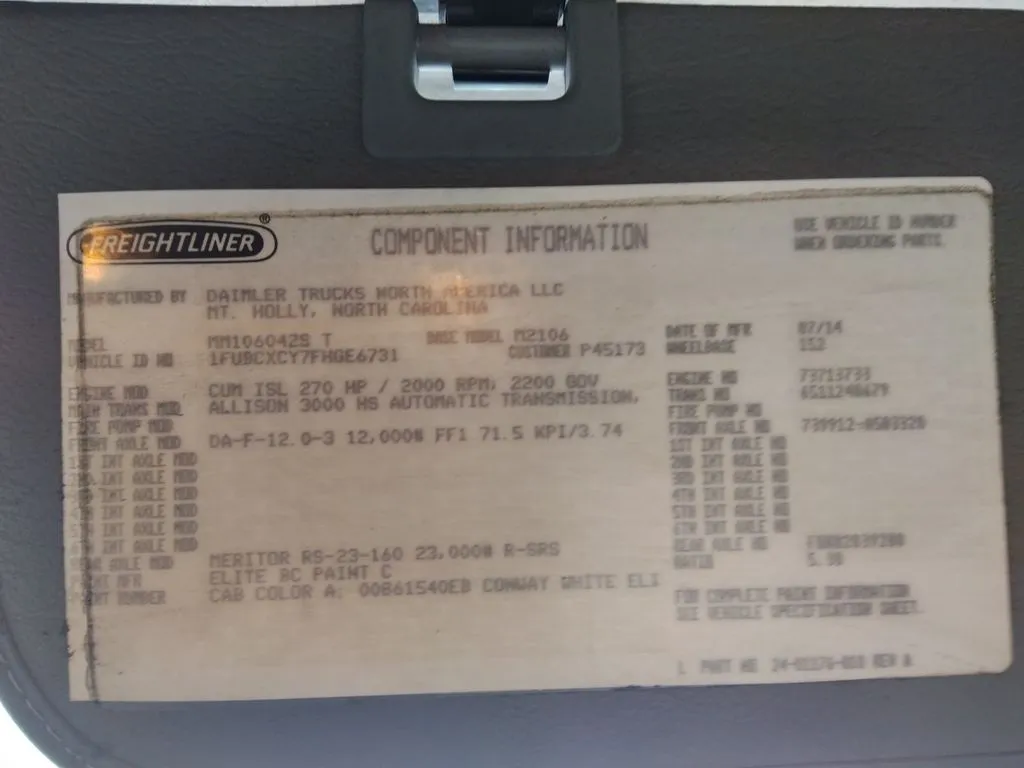 FREIGHTLINER ®
COMPONENT INFORMATION
USE VEHICLE ID NUMBER
WHEN ORDERING PARTS.
MANUFACTURED BY DAIMLER TRUCKS NORTH AMERICA LLC
MT. HOLLY, NORTH CAROLINA
MODEL MM106042S T BASE MODEL M2106 DATE OF MFR 07/14
VEHICLE ID NO 1FUBCXCY7FHGE6731 CUSTOMER P45173 WHEELBASE 152
ENGINE MOD CUM ISL 270 HP / 2000 RPM, 2200 GOV ENGINE NO 73713733
MAIN TRANS MOD ALLISON 3000 HS AUTOMATIC TRANSMISSION, TRANS NO
FIRE PUMP MOD FIRE PUMP NO
FRONT AXLE MOD DA-F-12.0-3 12,000# FF1 71.5 KPI/3.74 FRONT AXLE NO
1ST INT AXLE MOD 1ST INT AXLE NO
2ND INT AXLE MOD 2ND INT AXLE NO
3RD INT AXLE MOD 3RD INT AXLE NO
4TH INT AXLE MOD 4TH INT AXLE NO
5TH INT AXLE MOD 5TH INT AXLE NO
6TH INT AXLE MOD 6TH INT AXLE NO
REAR AXLE MOD MERITOR RS-23-160 23,000# R-SRS REAR AXLE NO
PAINT MFR ELITE BC PAINT C RATIO
PAINT NUMBER CAB COLOR A: 00861540EB CONWAY WHITE ELI
FOR COMPLETE PAINT INFORMATION
SEE VEHICLE SPECIFICATION SHEET.
1 PART NO